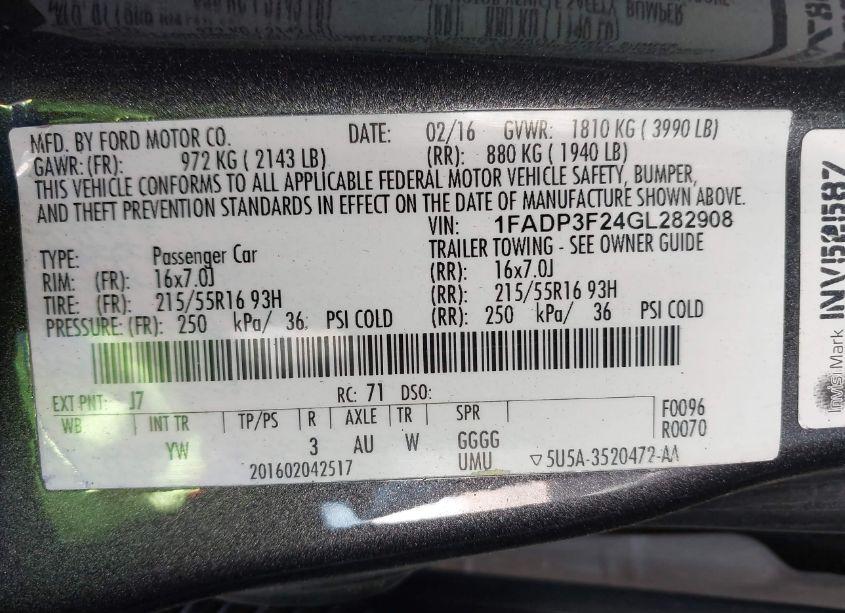 MFD. BY FORD MOTOR CO. DATE: 02/16 GVWR: 1810 KG ( 3990 LB)
GAWR: (FR): 972 KG ( 2143 LB) (RR): 880 KG ( 1940 LB)
THIS VEHICLE CONFORMS TO ALL APPLICABLE FEDERAL MOTOR VEHICLE SAFETY, BUMPER,
AND THEFT PREVENTION STANDARDS IN EFFECT ON THE DATE OF MANUFACTURE SHOWN ABOVE.
VIN: 1FADP3F24GL282908
TYPE: Passenger Car TRAILER TOWING - SEE OWNER GUIDE
RIM: (FR): 16x7.0J (RR): 16x7.0J
TIRE: (FR): 215/55R16 93H (RR): 215/55R16 93H
PRESSURE: (FR): 250 kPa/ 36 PSI COLD (RR): 250 kPa/ 36 PSI COLD
EXT PNT: J7 RC: 71 DSO:
WB INT TR TP/PS R AXLE TR SPR F0096
YW 3 AU W GGGG R0070
201602042517 UMU ▽5U5A-3520472-AA
Invisi Mark INV52587